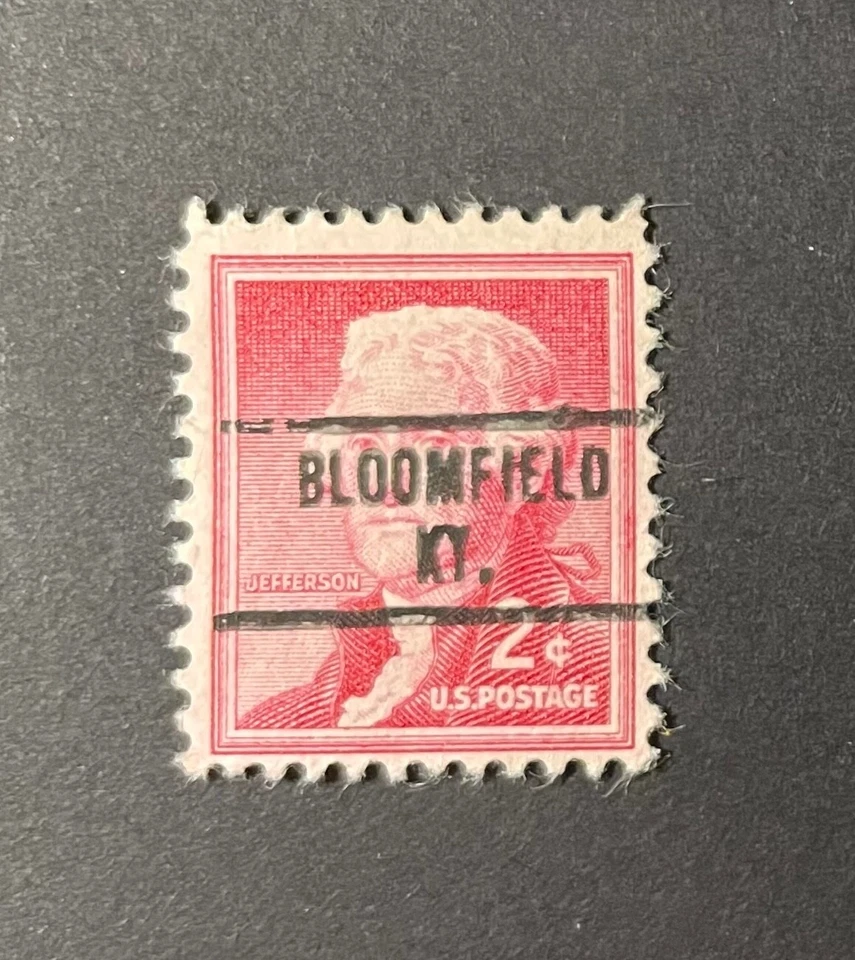 BLOOMFIELD
KY.
JEFFERSON
2¢
U.S.POSTAGE